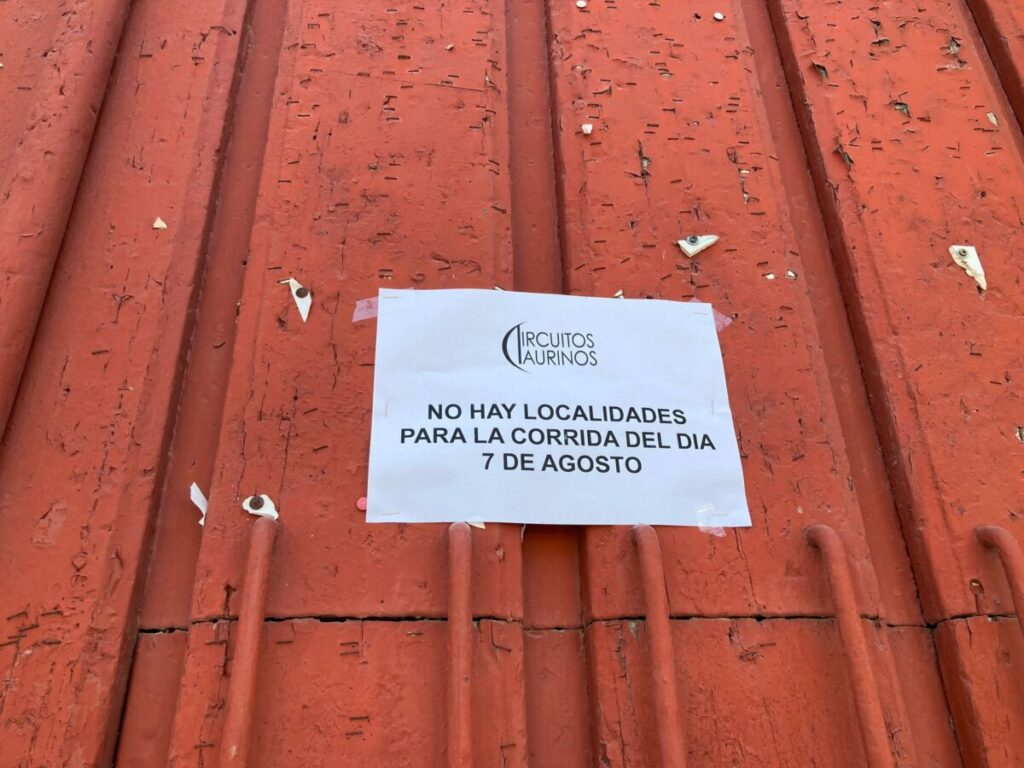 CIRCUITOS
TAURINOS
NO HAY LOCALIDADES
PARA LA CORRIDA DEL DIA
7 DE AGOSTO